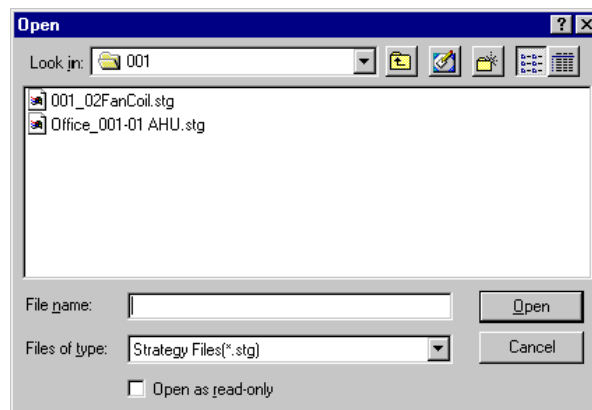 Open
Look in: 001
001_02FanCoil.stg
Office_001-01 AHU.stg
File name: Open
Files of type: Strategy Files(*.stg) Cancel
Open as read-only